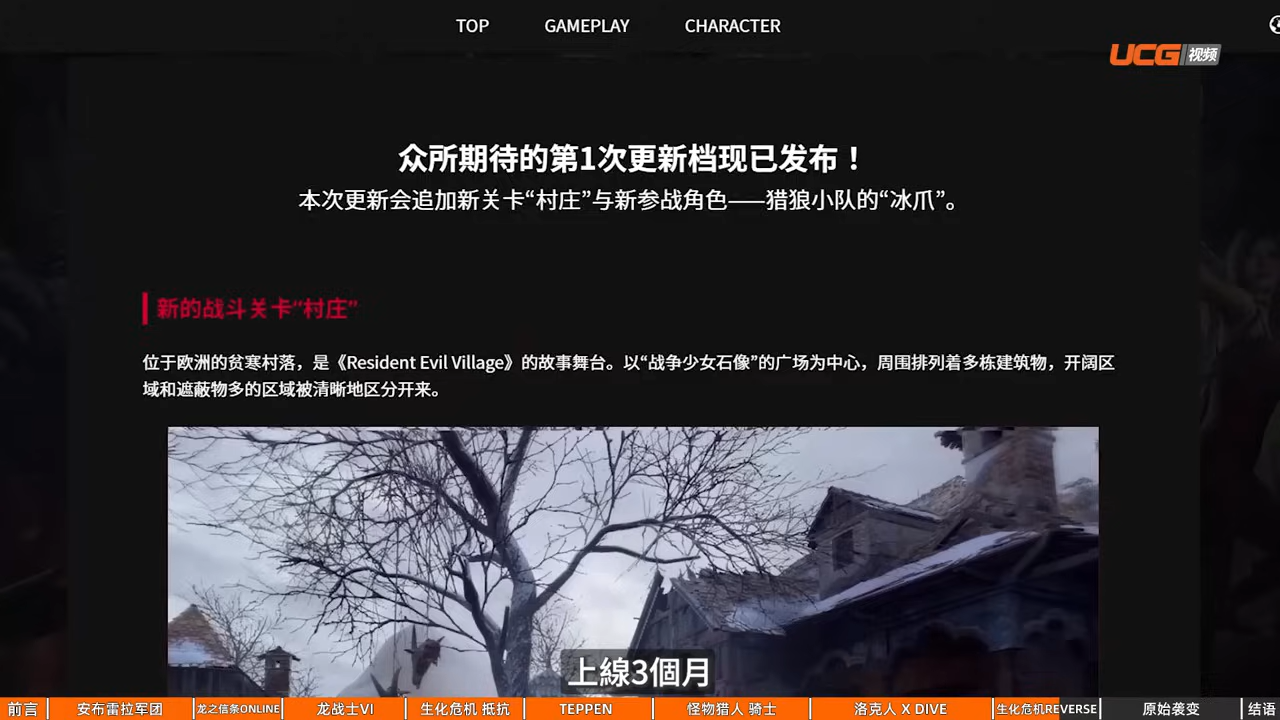 TOP GAMEPLAY CHARACTER
UCG视频
众所期待的第1次更新档现已发布！
本次更新会追加新关卡“村庄”与新参战角色——猎狼小队的“冰爪”。
新的战斗关卡“村庄”
位于欧洲的贫寒村落，是《Resident Evil Village》的故事舞台。以“战争少女石像”的广场为中心，周围排列着多栋建筑物，开阔区
域和遮蔽物多的区域被清晰地区分开来。
上線3個月
前言 安布雷拉军团 龙之信条ONLINE 龙战士VI 生化危机 抵抗 TEPPEN 怪物猎人 骑士 洛克人 X DIVE 生化危机REVERSE 原始袭变 结语